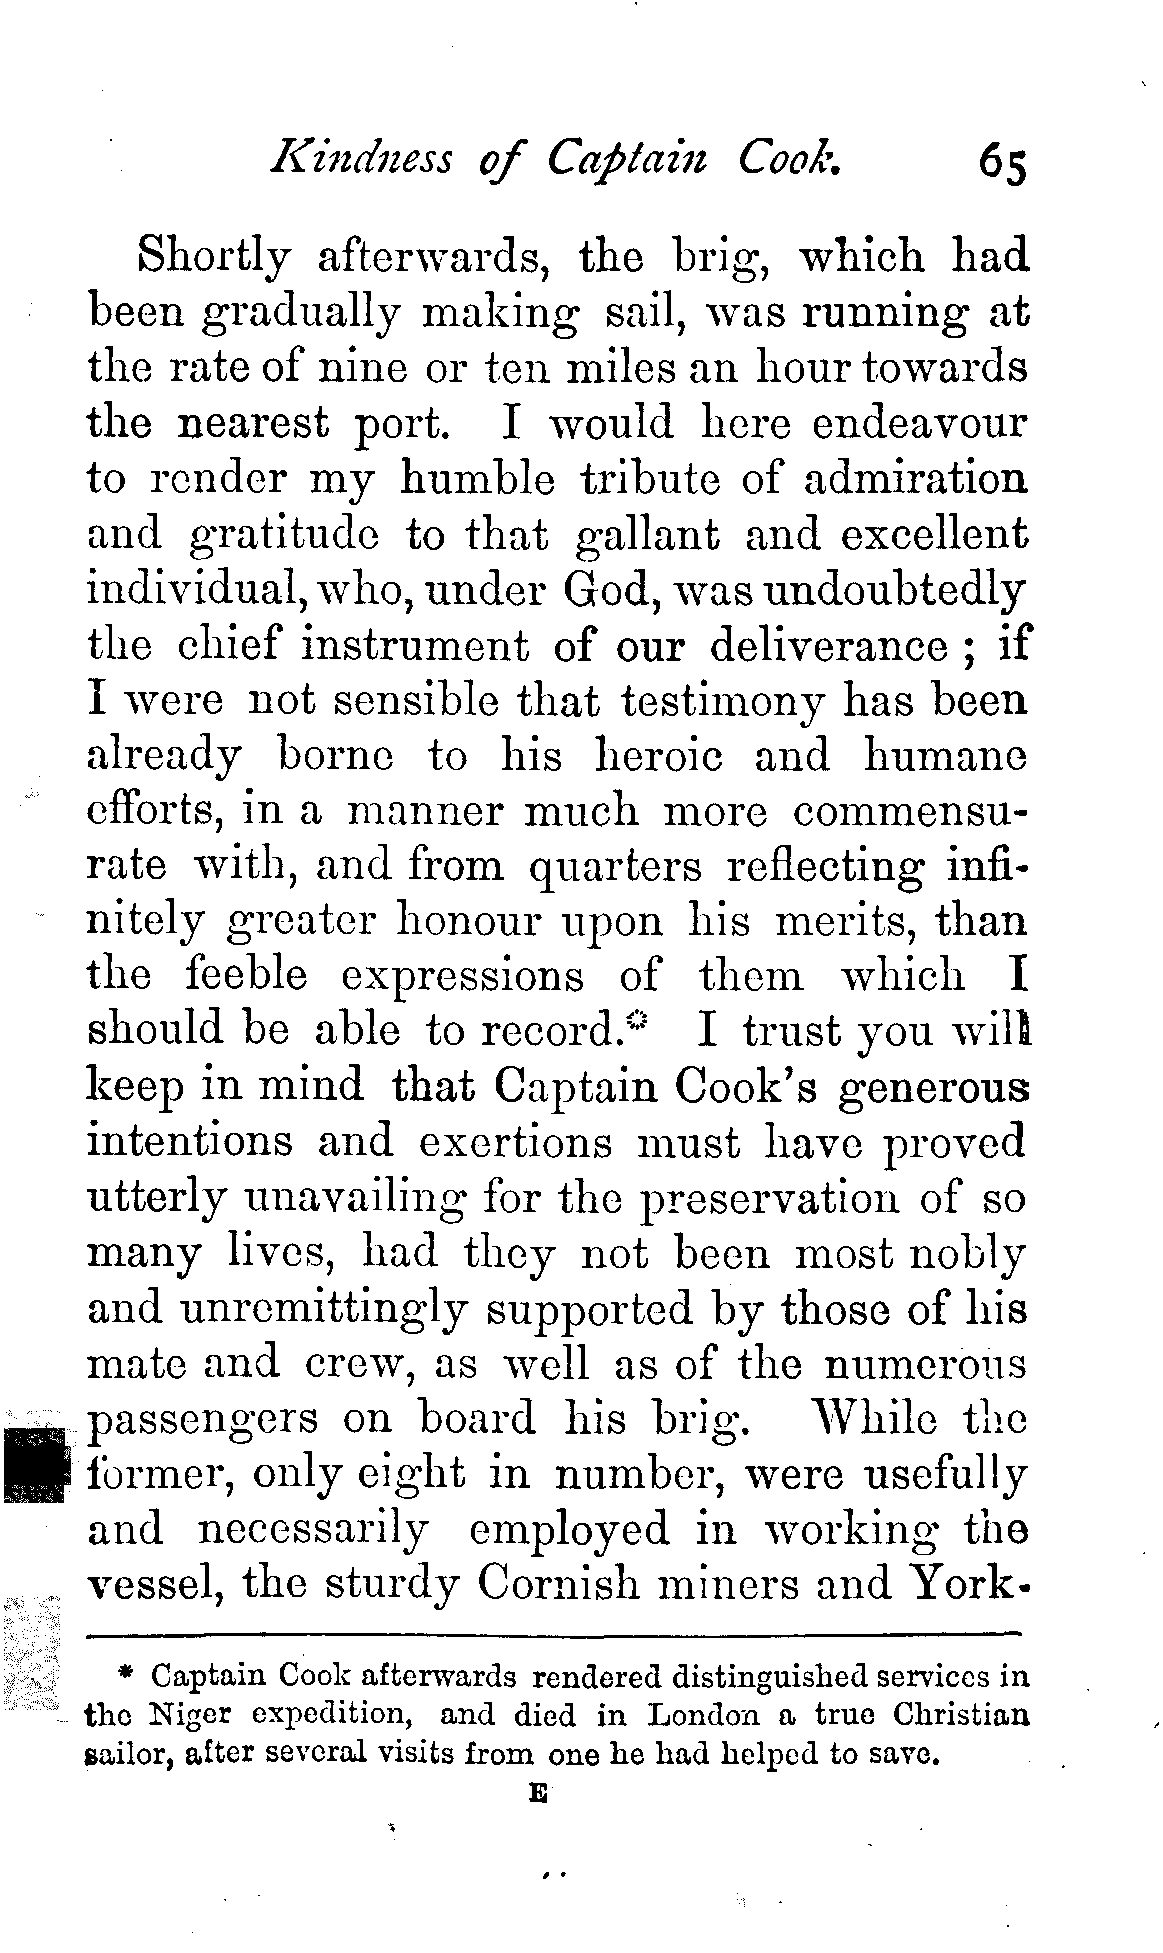 Kindness of Captain Cook. 65
Shortly afterwards, the brig, which had
been gradually making sail, was running at
the rate of nine or ten miles an hour towards
the nearest port. I would here endeavour
to render my humble tribute of admiration
and gratitude to that gallant and excellent
individual, who, under God, was undoubtedly
the chief instrument of our deliverance ; if
I were not sensible that testimony has been
already borne to his heroic and humane
efforts, in a manner much more commensu-
rate with, and from quarters reflecting infi-
nitely greater honour upon his merits, than
the feeble expressions of them which I
should be able to record.* I trust you will
keep in mind that Captain Cook's generous
intentions and exertions must have proved
utterly unavailing for the preservation of so
many lives, had they not been most nobly
and unremittingly supported by those of his
mate and crew, as well as of the numerous
passengers on board his brig. While the
former, only eight in number, were usefully
and necessarily employed in working the
vessel, the sturdy Cornish miners and York-
* Captain Cook afterwards rendered distinguished services in
the Niger expedition, and died in London a true Christian
sailor, after several visits from one he had helped to save.
E